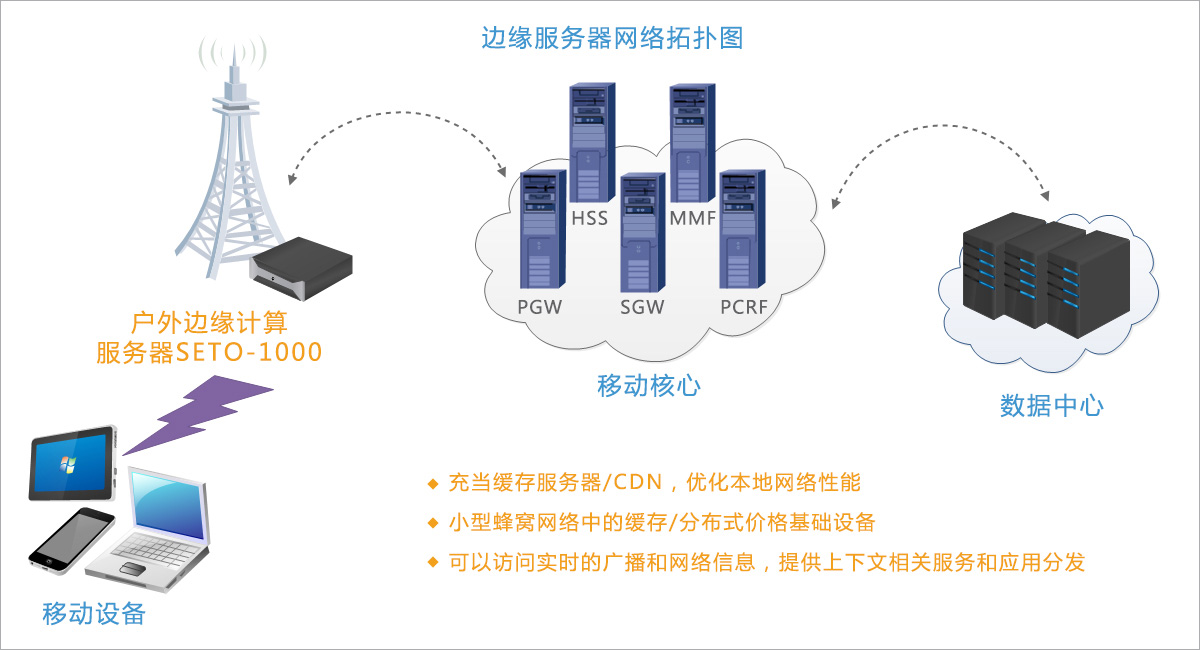 边缘服务器网络拓扑图
HSS
MMF
PGW
SGW
PCRF
户外边缘计算
服务器SETO-1000
移动核心
数据中心
充当缓存服务器/CDN，优化本地网络性能
小型蜂窝网络中的缓存/分布式价格基础设备
可以访问实时的广播和网络信息，提供上下文相关服务和应用分发
移动设备